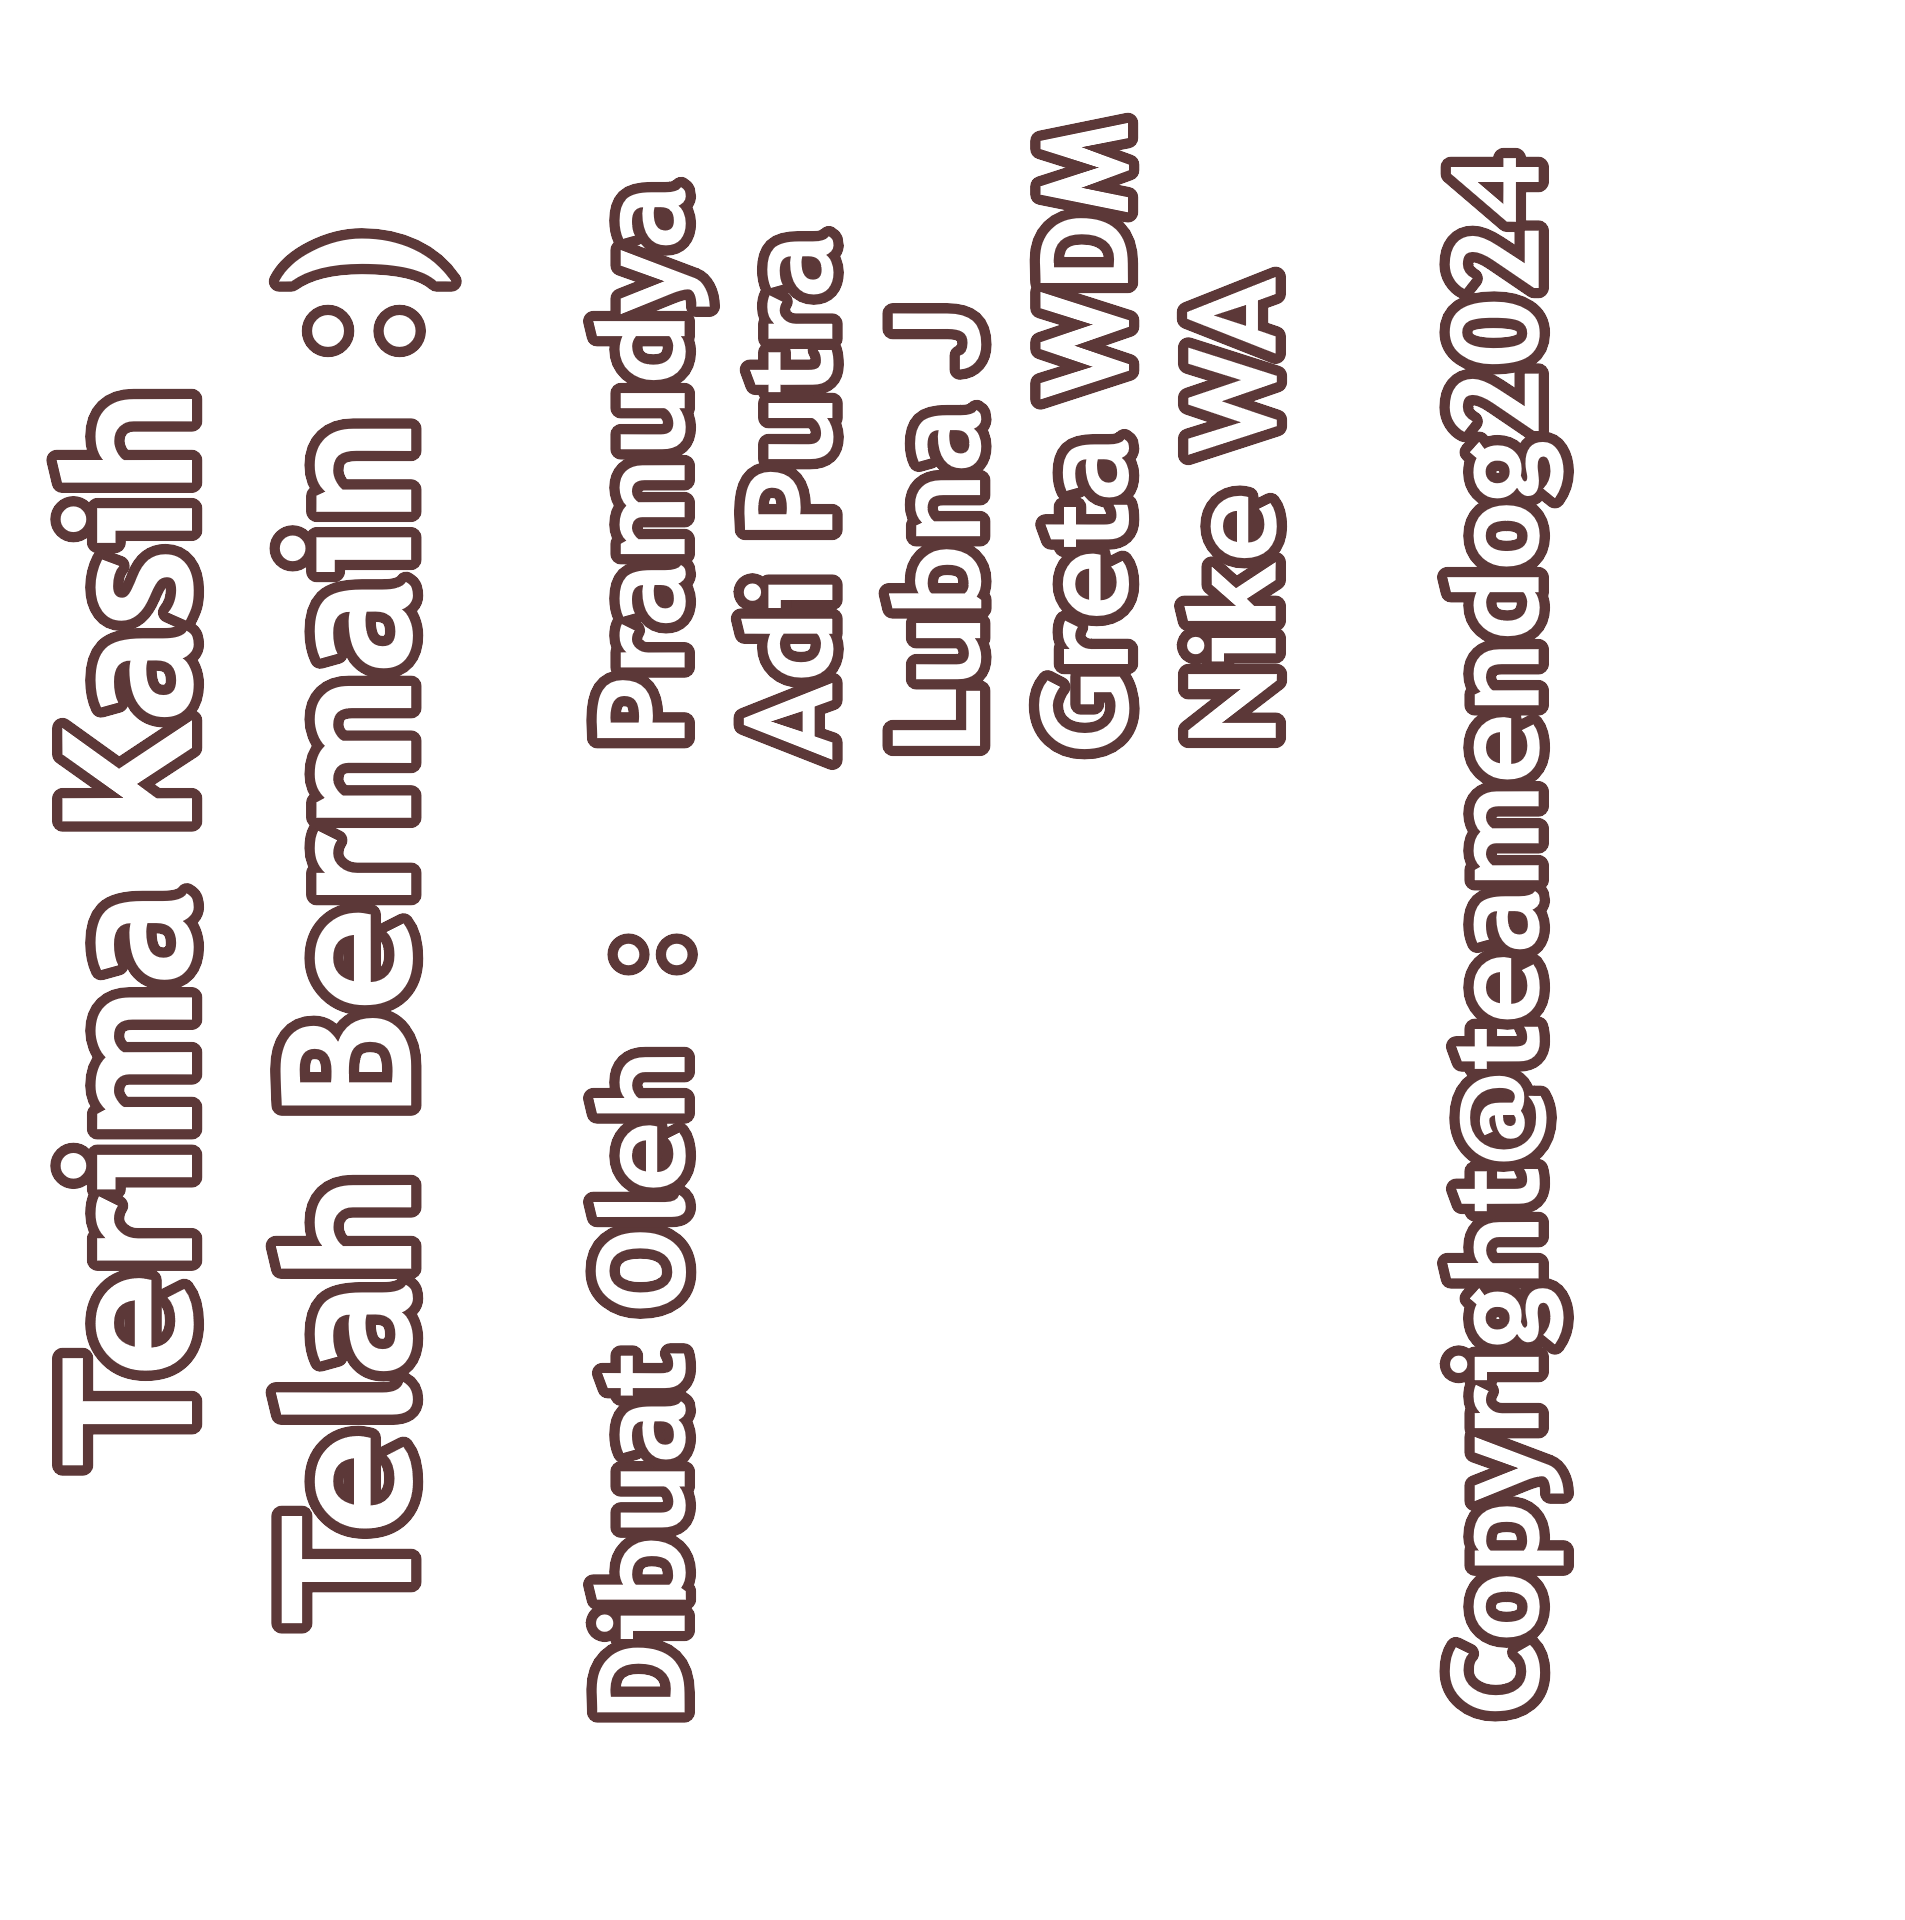 Terima Kasih
Telah Bermain :)
Dibuat oleh : Pramudya
Adi Putra
Lubna J
Greta WDM
Nike WA
Copyright@teamendog2024